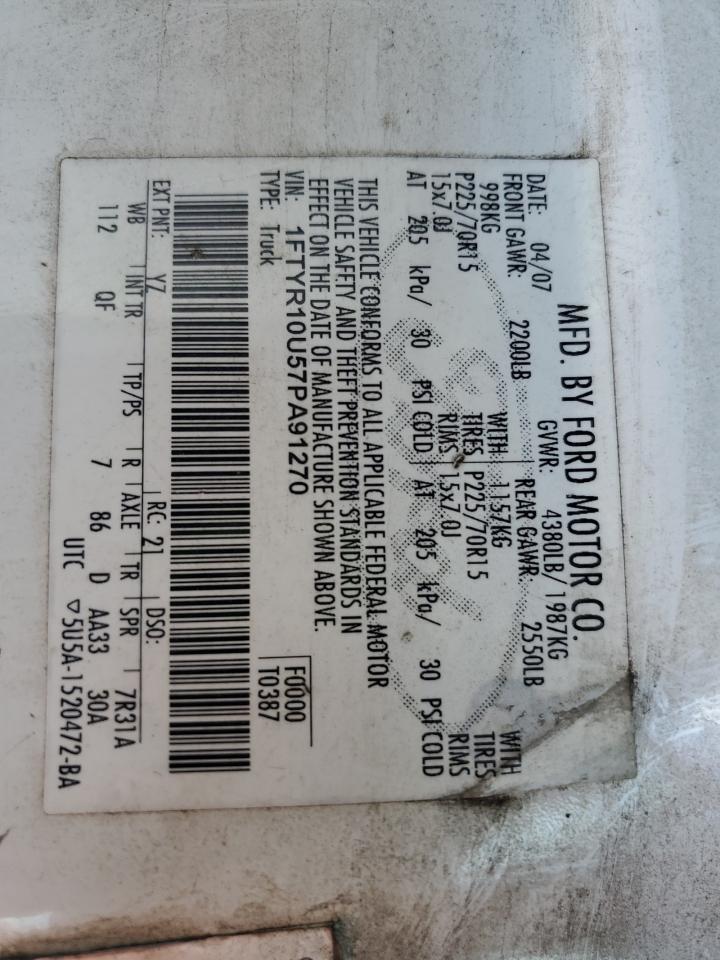 MFD. BY FORD MOTOR CO.
DATE: 04/07 GVWR: 4380LB/ 1987KG
FRONT GAWR: 2200LB REAR GAWR: 2550LB
998KG WITH 1157KG WITH
P225/70R15 TIRES P225/70R15 TIRES
15x7.0J RIMS 15x7.0J RIMS
AT 205 kPa/ 30 PSI COLD AT 205 kPa/ 30 PSI COLD
THIS VEHICLE CONFORMS TO ALL APPLICABLE FEDERAL MOTOR
VEHICLE SAFETY AND THEFT PREVENTION STANDARDS IN
EFFECT ON THE DATE OF MANUFACTURE SHOWN ABOVE.
VIN: 1FTYR10U57PA91270 F0000
TYPE: Truck T0387
EXT PNT: YZ RC: 21 DSO:
WB INT TR TP/PS R AXLE TR SPR 7R31A
112 QF 7 86 D AA33 30A
UTC ▽5U5A-1520472-BA